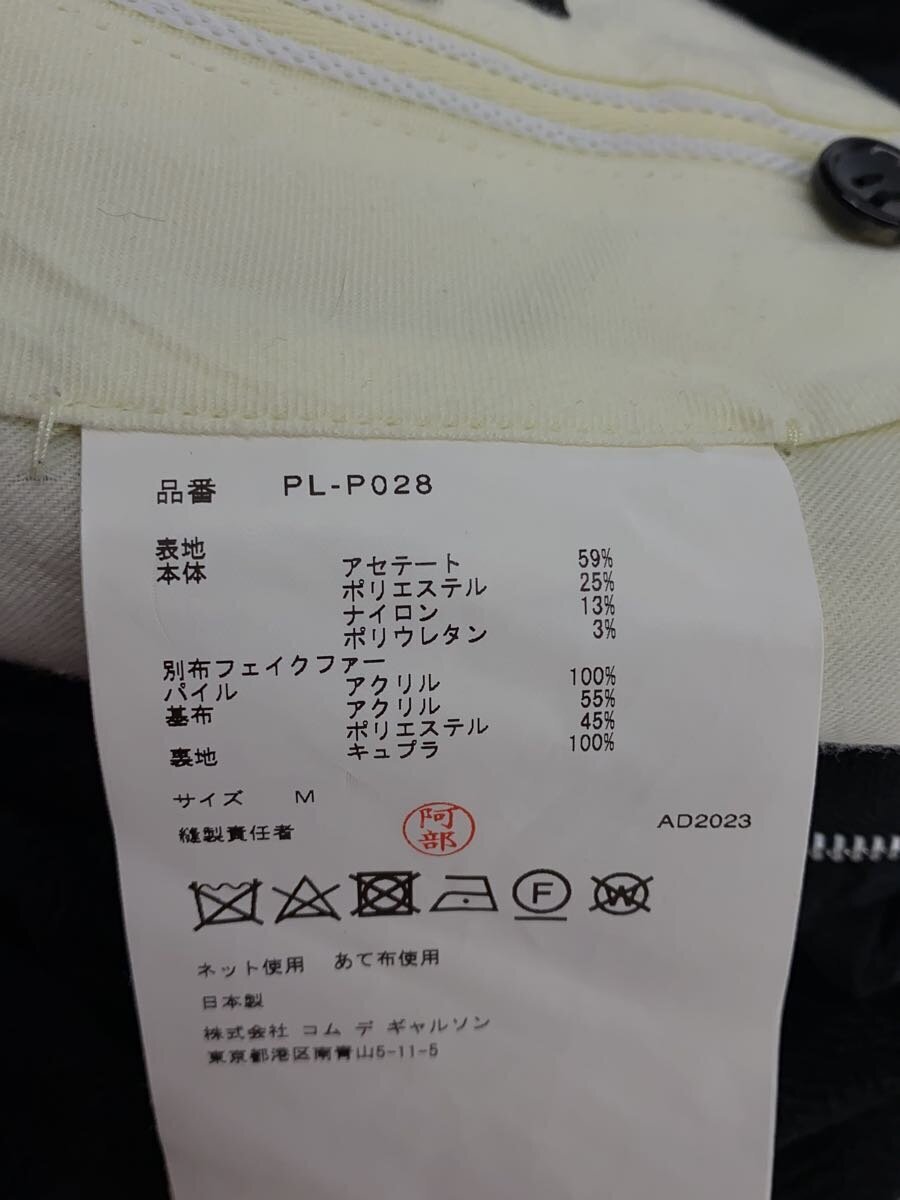 品番 PL-P028
表地
本体 アセテート 59%
ポリエステル 25%
ナイロン 13%
ポリウレタン 3%
別布フェイクファー
パイル アクリル 100%
基布 アクリル 55%
ポリエステル 45%
裏地 キュプラ 100%
サイズ M
縫製責任者 阿部 AD2023
F W
ネット使用 あて布使用
日本製
株式会社 コム デ ギャルソン
東京都港区南青山5-11-5